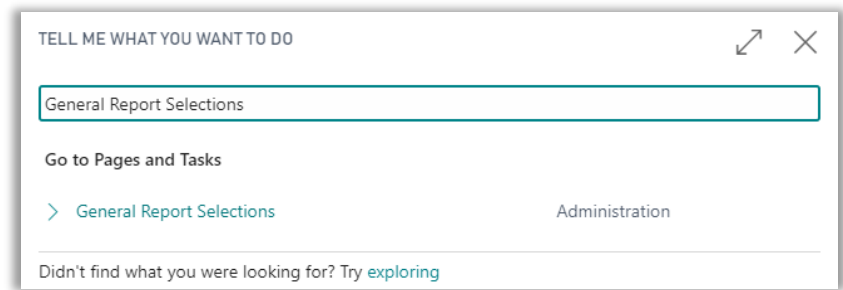 TELL ME WHAT YOU WANT TO DO
General Report Selections
Go to Pages and Tasks
General Report Selections Administration
Didn't find what you were looking for? Try exploring